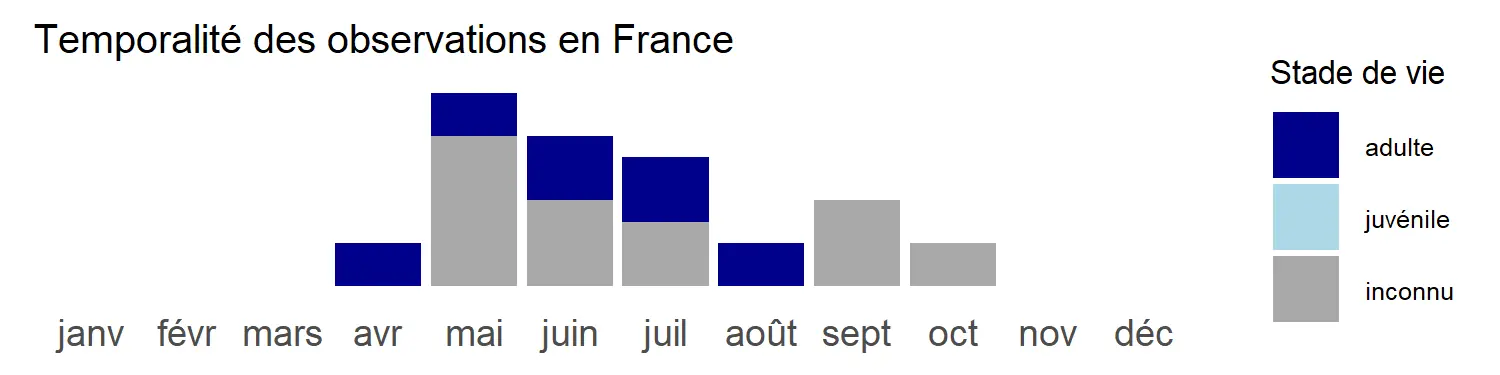 Temporalité des observations en France
Stade de vie
adulte
juvénile
inconnu
janv févr mars avr mai juin juil août sept oct nov déc